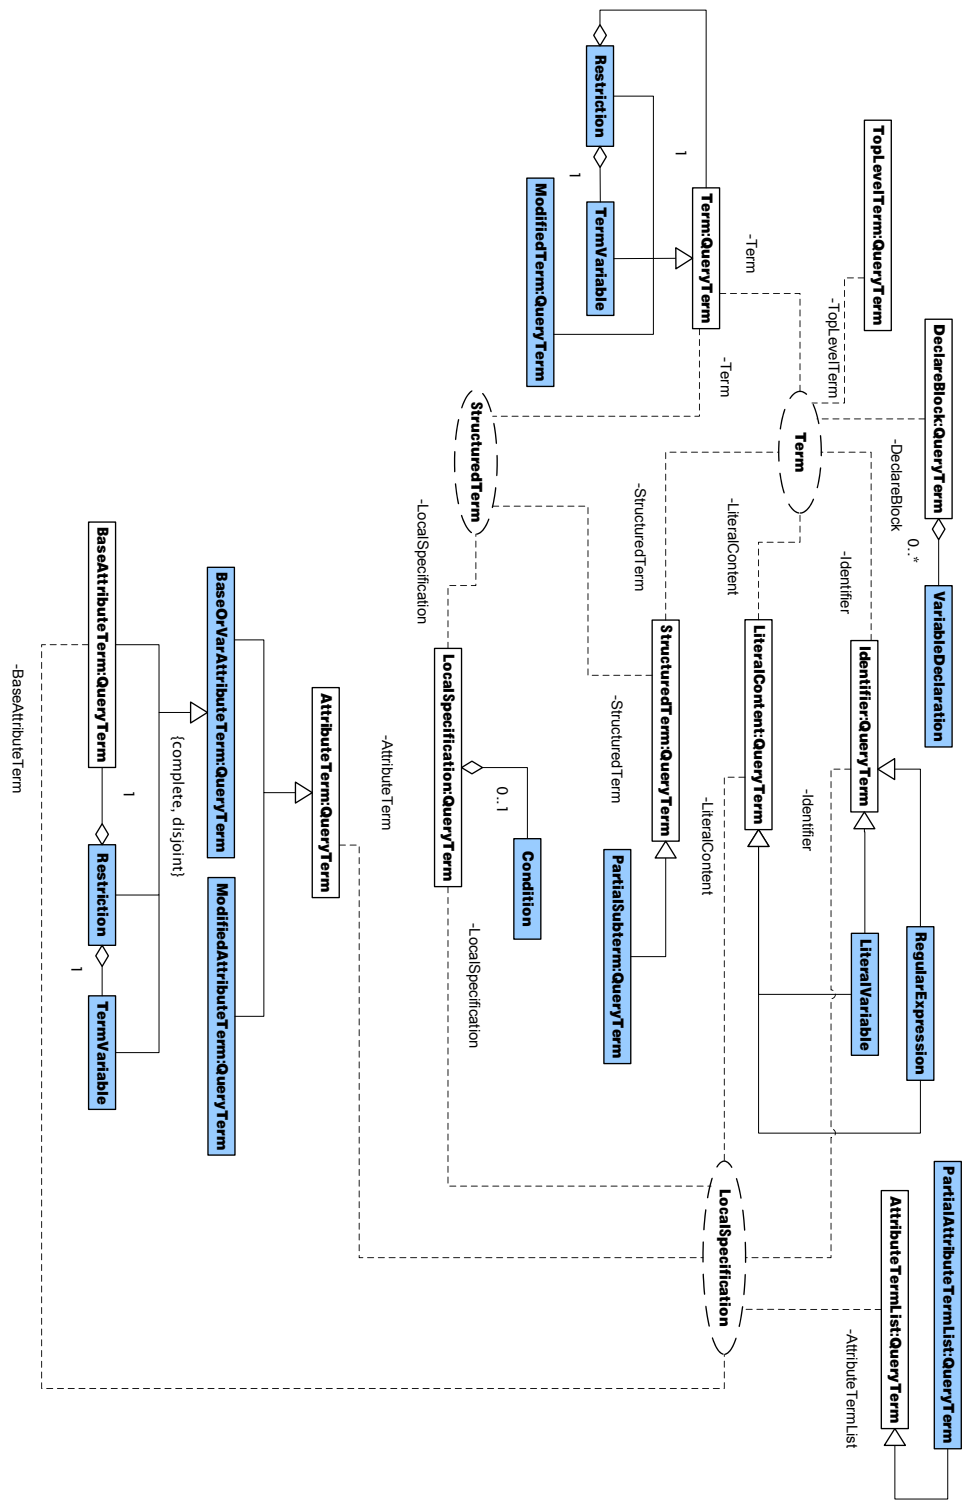 PartialAttributeTermList:QueryTerm
AttributeTermList:QueryTerm
-AttributeTermList
VariableDeclaration
0..*
DeclareBlock:QueryTerm
-DeclareBlock
TopLevelTerm:QueryTerm
-TopLevelTerm
RegularExpression
LiteralVariable
Identifier:QueryTerm
-Identifier
-Identifier
Term
LiteralContent:QueryTerm
-LiteralContent
-LiteralContent
-Term
Term:QueryTerm
-Term
1
Restriction
1
TermVariable
ModifiedTerm:QueryTerm
LocalSpecification
StructuredTerm:QueryTerm
-StructuredTerm
-StructuredTerm
PartialSubterm:QueryTerm
StructuredTerm
-LocalSpecification
Condition
0..1
LocalSpecification:QueryTerm
-LocalSpecification
-AttributeTerm
AttributeTerm:QueryTerm
BaseOrVarAttributeTerm:QueryTerm
ModifiedAttributeTerm:QueryTerm
{complete, disjoint}
BaseAttributeTerm:QueryTerm
1
Restriction
1
TermVariable
-BaseAttributeTerm